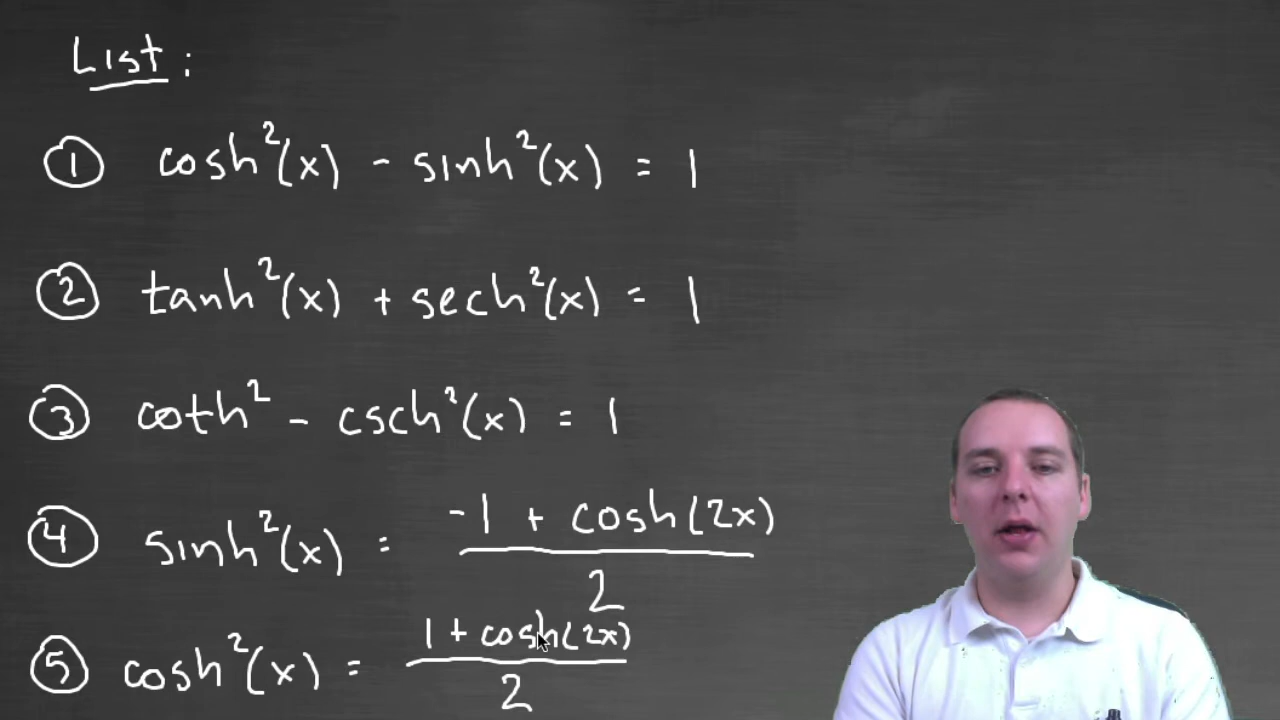 List:
① cosh²(x) - sinh²(x) = 1
② tanh²(x) + sech²(x) = 1
③ coth² - csch²(x) = 1
④ sinh²(x) = (-1 + cosh(2x))/2
⑤ cosh²(x) = (1 + cosh(2x))/2